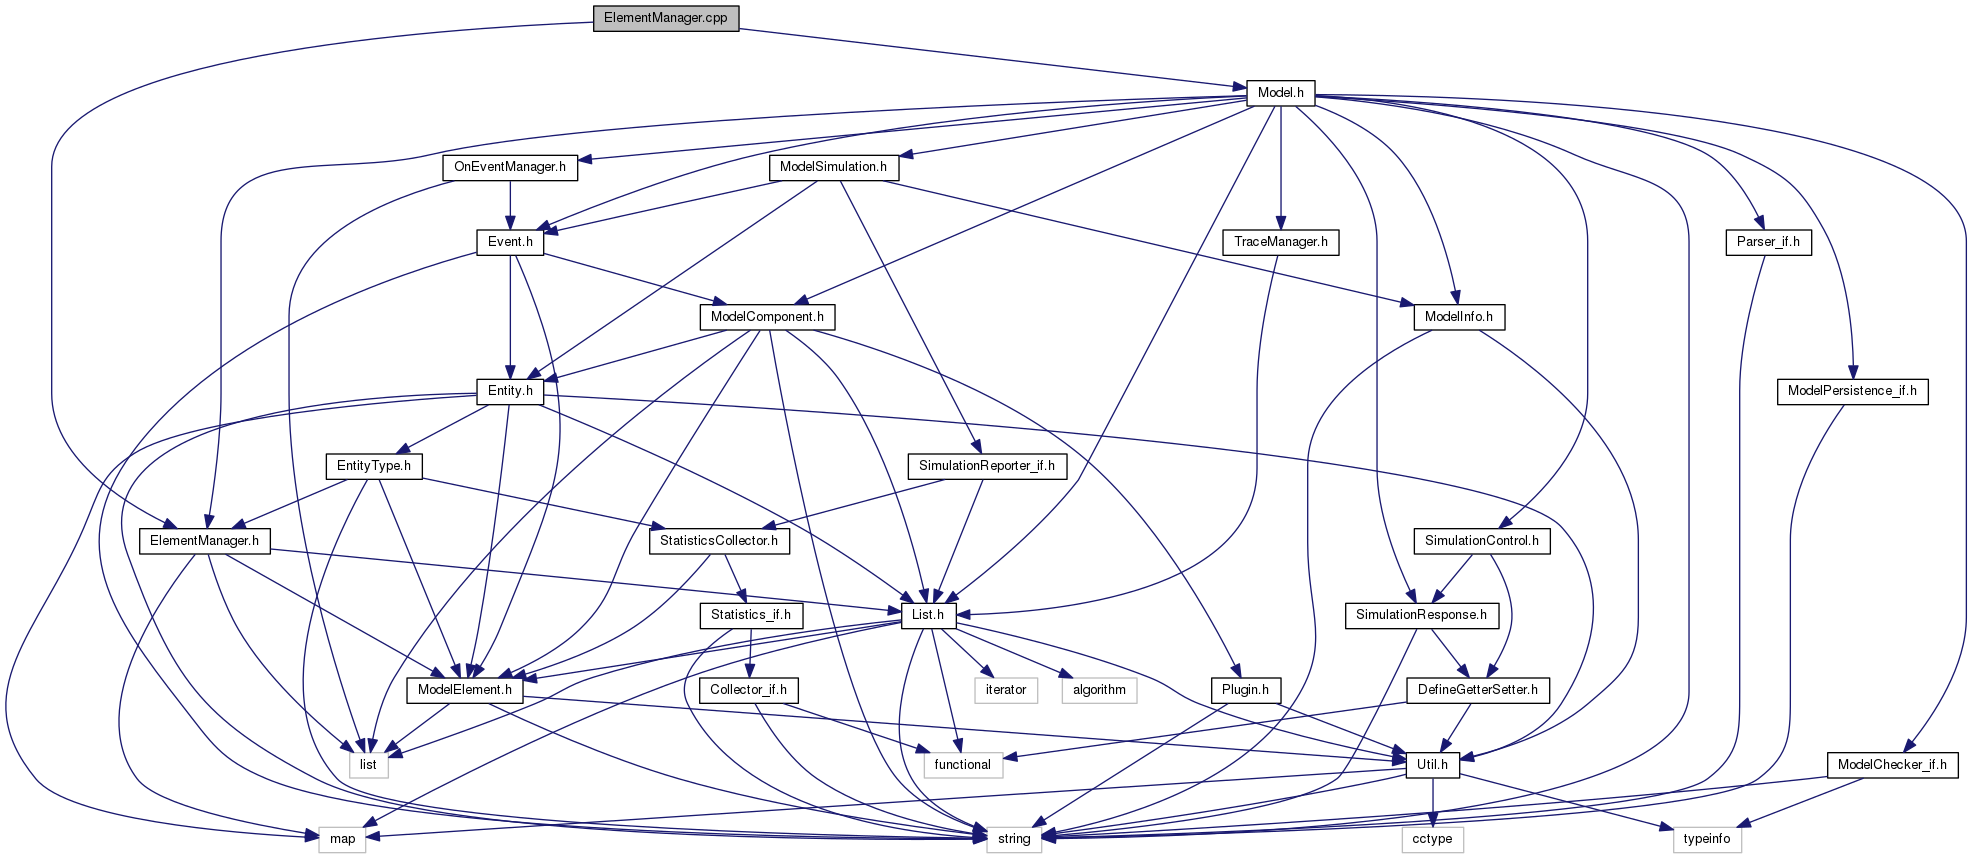 ElementManager.cpp
Model.h
OnEventManager.h
ModelSimulation.h
Event.h
TraceManager.h
Parser_if.h
ModelComponent.h
ModelInfo.h
Entity.h
ModelPersistence_if.h
EntityType.h
SimulationReporter_if.h
ElementManager.h
StatisticsCollector.h
SimulationControl.h
Statistics_if.h
List.h
SimulationResponse.h
ModelElement.h
Collector_if.h
iterator
algorithm
Plugin.h
DefineGetterSetter.h
list
functional
Util.h
ModelChecker_if.h
map
string
cctype
typeinfo